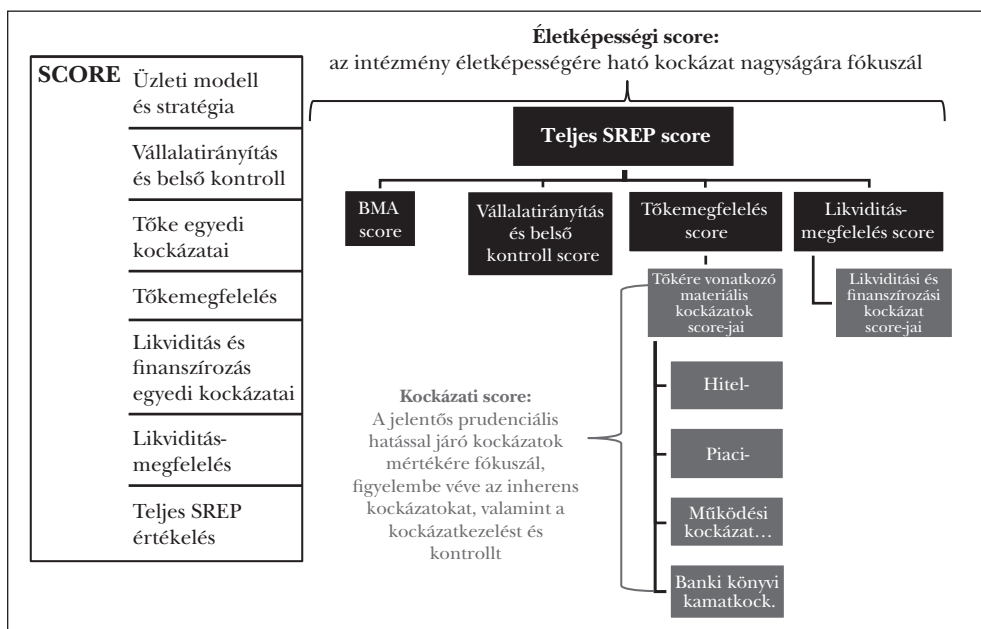 SCORE
Üzleti modell
és stratégia
Vállalatirányítás
és belső kontroll
Tőke egyedi
kockázatai
Tőkemegfelelés
Likviditás és
finanszírozás
egyedi kockázatai
Likviditás-
megfelelés
Teljes SREP
értékelés
Életképességi score:
az intézmény életképességére ható kockázat nagyságára fókuszál
Teljes SREP score
BMA
score
Vállalatirányítás
és belső
kontroll score
Tőkemegfelelés
score
Likviditás-
megfelelés score
Tőkére vonatkozó
materiális
kockázatok
score-jai
Likviditási és
finanszírozási
kockázat
score-jai
Hitel-
Piaci-
Működési
kockázat…
Banki könyvi
kamatkock.
Kockázati score:
A jelentős prudenciális
hatással járó kockázatok
mértékére fókuszál,
figyelembe véve az inherens
kockázatokat, valamint a
kockázatkezelést és
kontrollt